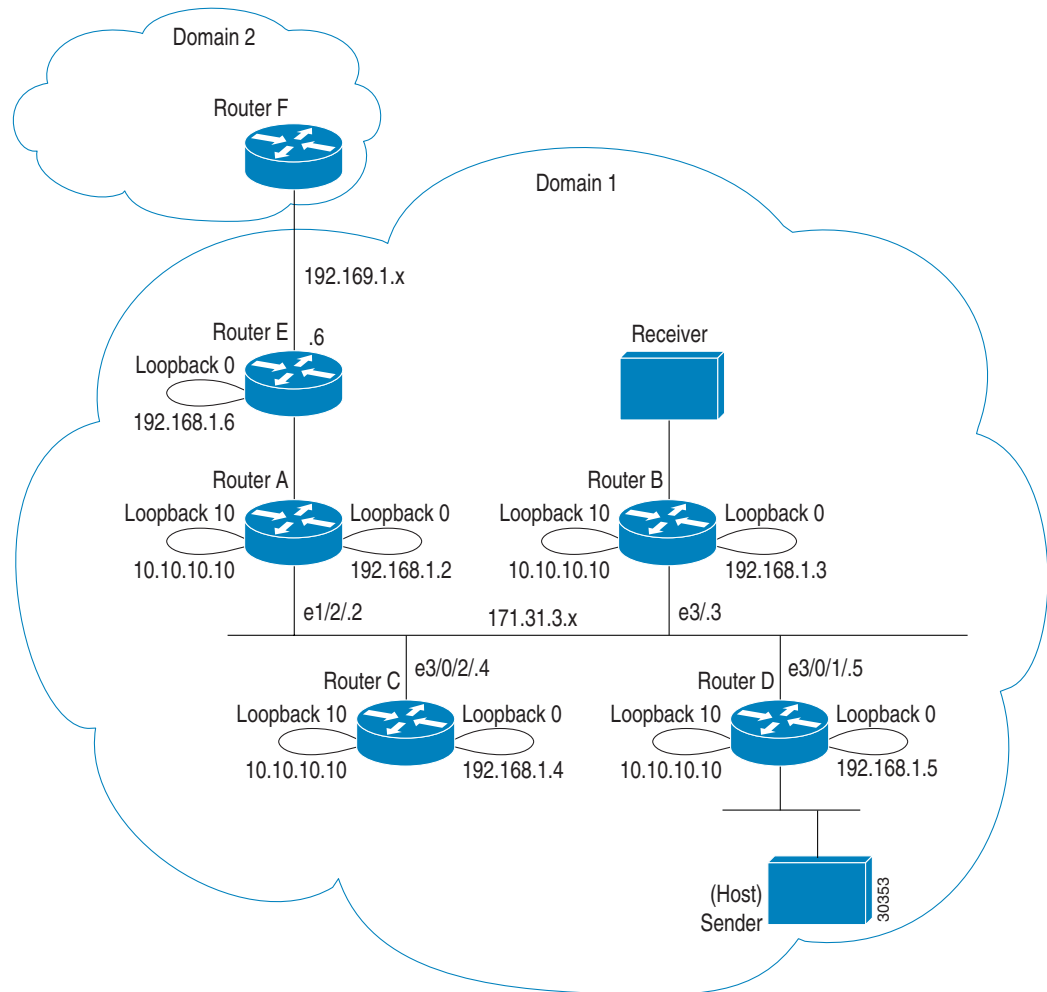 Domain 2
Router F
Domain 1
192.169.1.x
Router E
.6
Receiver
Loopback 0
192.168.1.6
Router A
Router B
Loopback 10
Loopback 0
Loopback 10
Loopback 0
10.10.10.10
192.168.1.2
10.10.10.10
192.168.1.3
e1/2/.2
171.31.3.x
e3/.3
e3/0/2/.4
e3/0/1/.5
Router C
Router D
Loopback 10
Loopback 0
Loopback 10
Loopback 0
10.10.10.10
192.168.1.4
10.10.10.10
192.168.1.5
(Host)
Sender
30353